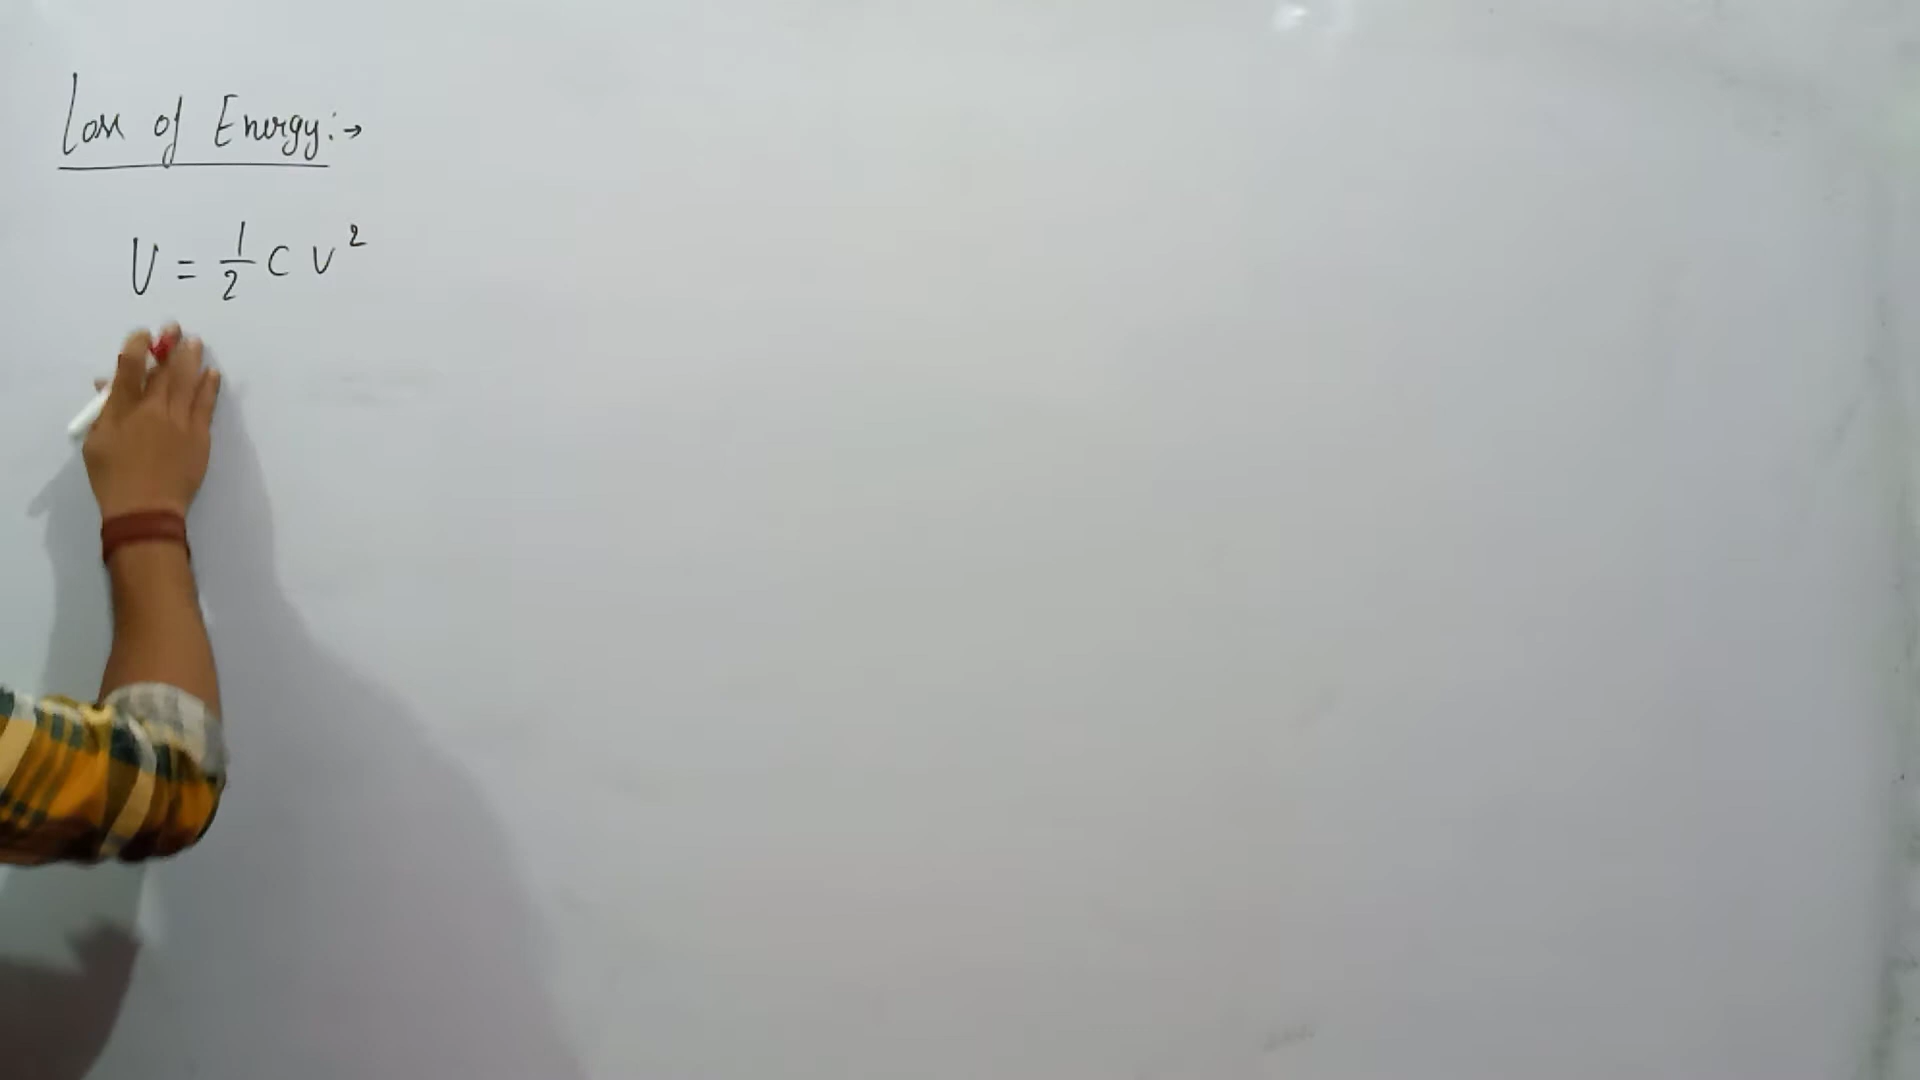 Loss of Energy:→
U = 1/2 C V²